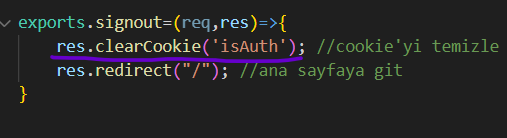 exports.signout=(req,res)=>{
res.clearCookie('isAuth'); //cookie'yi temizle
res.redirect("/"); //ana sayfaya git
}